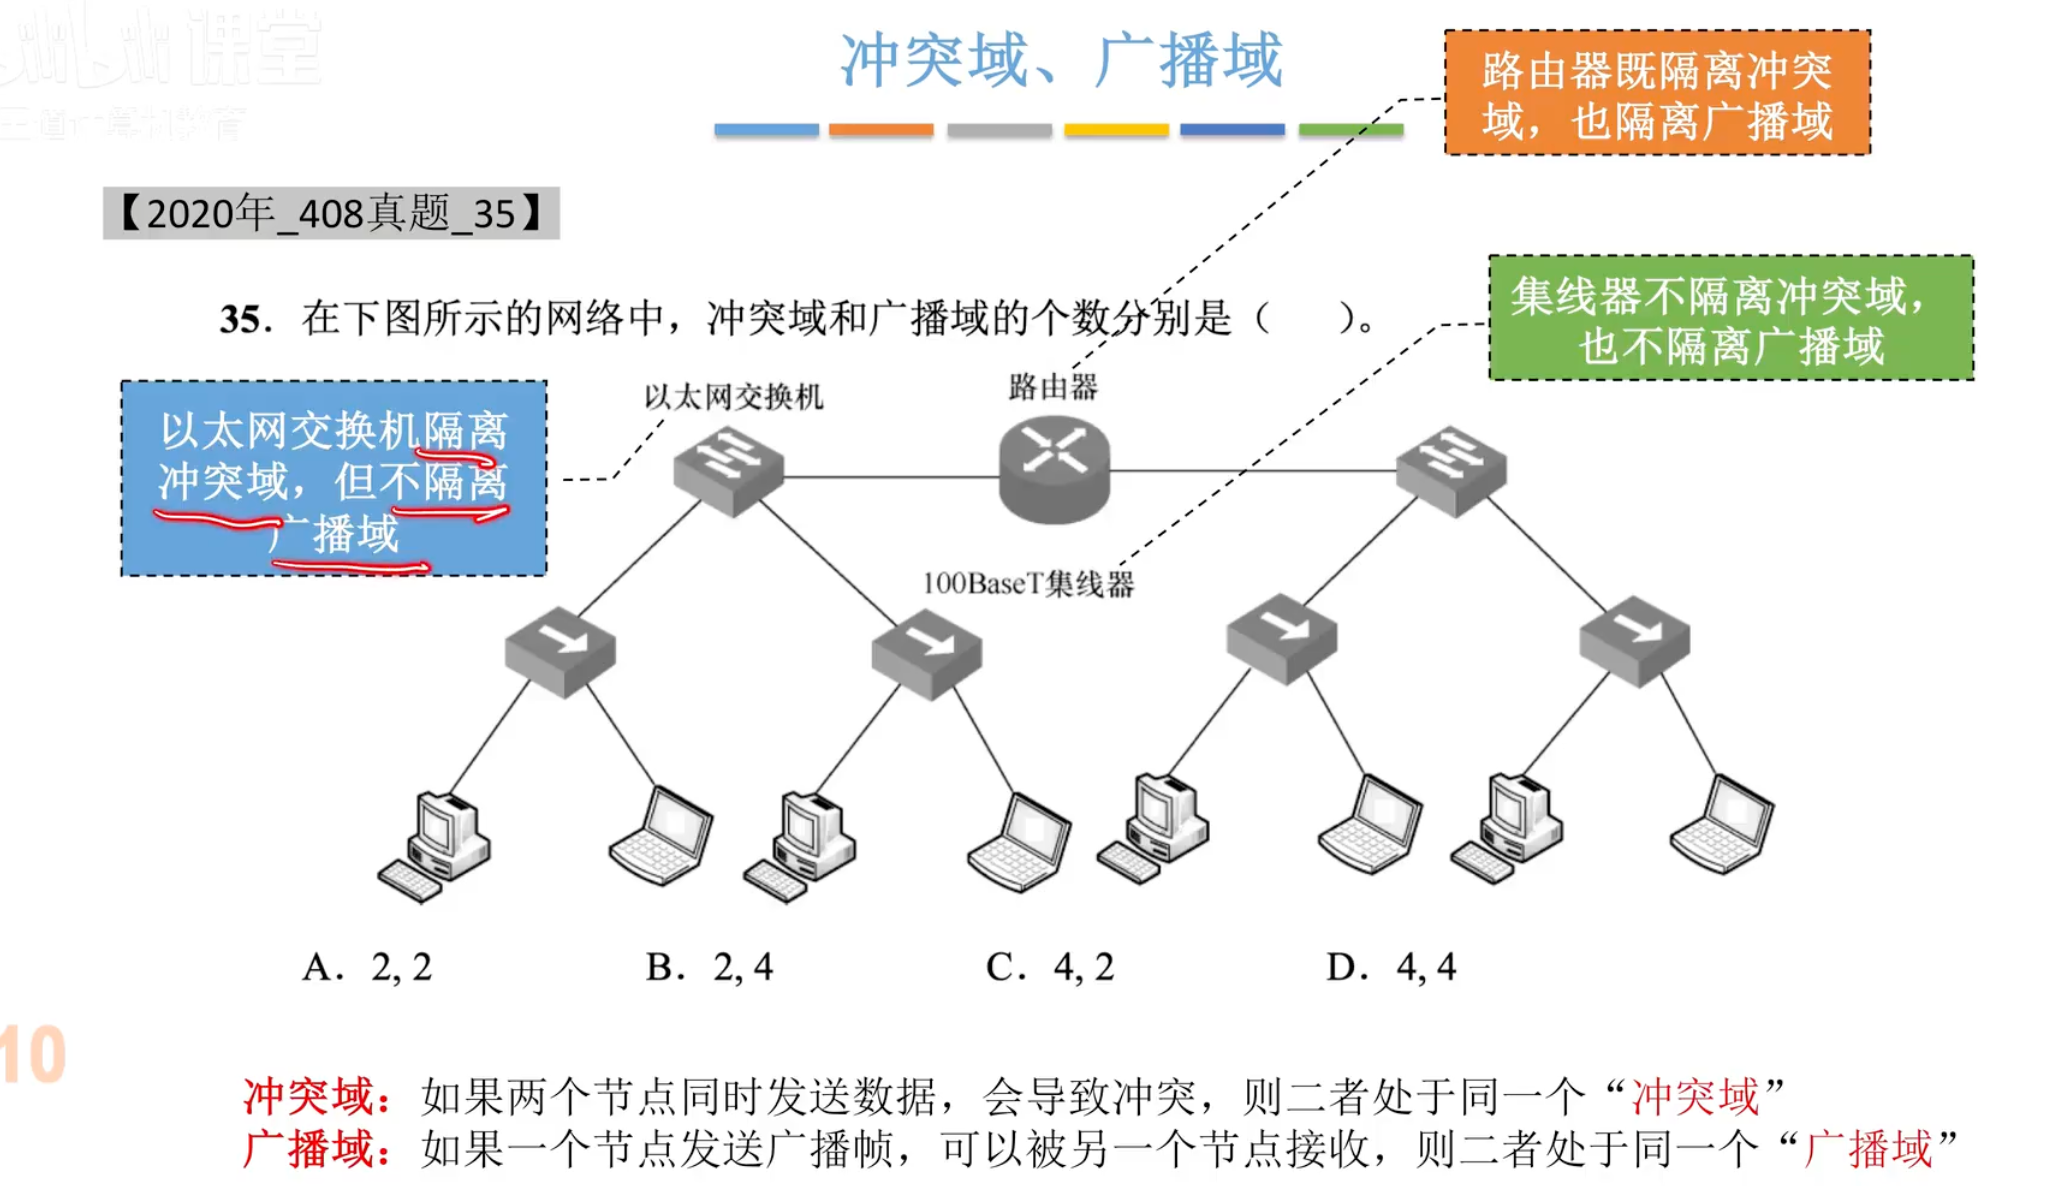 课堂
王道计算机教育
冲突域、广播域
路由器既隔离冲突
域，也隔离广播域
【2020年_408真题_35】
35. 在下图所示的网络中，冲突域和广播域的个数分别是（　　）。
集线器不隔离冲突域，
也不隔离广播域
以太网交换机隔离
冲突域，但不隔离
广播域
以太网交换机
路由器
100BaseT集线器
A. 2, 2
B. 2, 4
C. 4, 2
D. 4, 4
10
冲突域：如果两个节点同时发送数据，会导致冲突，则二者处于同一个“冲突域”
广播域：如果一个节点发送广播帧，可以被另一个节点接收，则二者处于同一个“广播域”